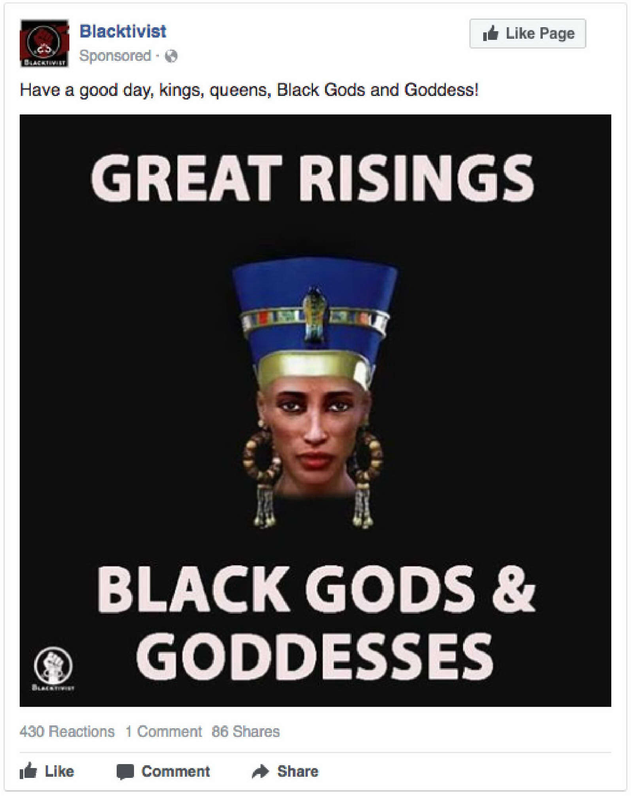 Blacktivist
Sponsored ·
Like Page
BLACKTIVIST
Have a good day, kings, queens, Black Gods and Goddess!
GREAT RISINGS
BLACK GODS &
GODDESSES
BLACKTIVIST
430 Reactions 1 Comment 86 Shares
Like Comment Share